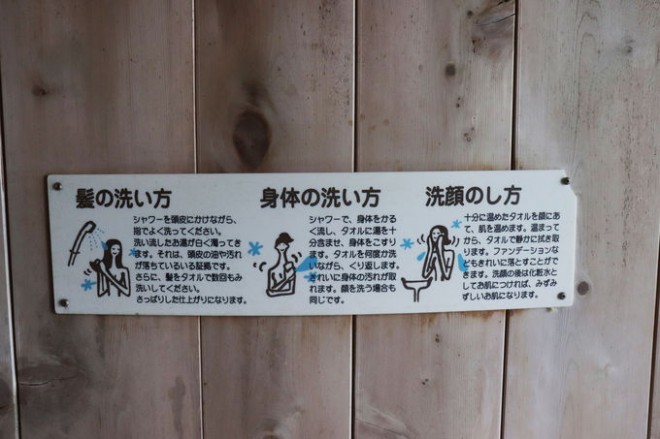 髪の洗い方
シャワーを頭皮にかけながら、
指でよく洗ってください。
洗い流したお湯が白く濁ってき
ます。それは、頭皮の油や汚れ
が落ちているいる証拠です。
さらに、髪をタオルで数回もみ
洗いしてください。
さっぱりした仕上がりになります。
身体の洗い方
シャワーで、身体をかる
く流し、タオルに湯を十
分含ませ、身体をこすり
ます。タオルを何度か洗
いながら、くり返します。
きれいに身体の汚れが取
れます。顔を洗う場合も
同じです。
洗顔のし方
十分に温めたタオルを顔にあ
て、肌を温めます。温まって
から、タオルで静かに拭き取
ります。ファンデーションな
どもきれいに落とすことがで
きます。洗顔の後は化粧水と
してお肌につければ、みずみ
ずしいお肌になります。